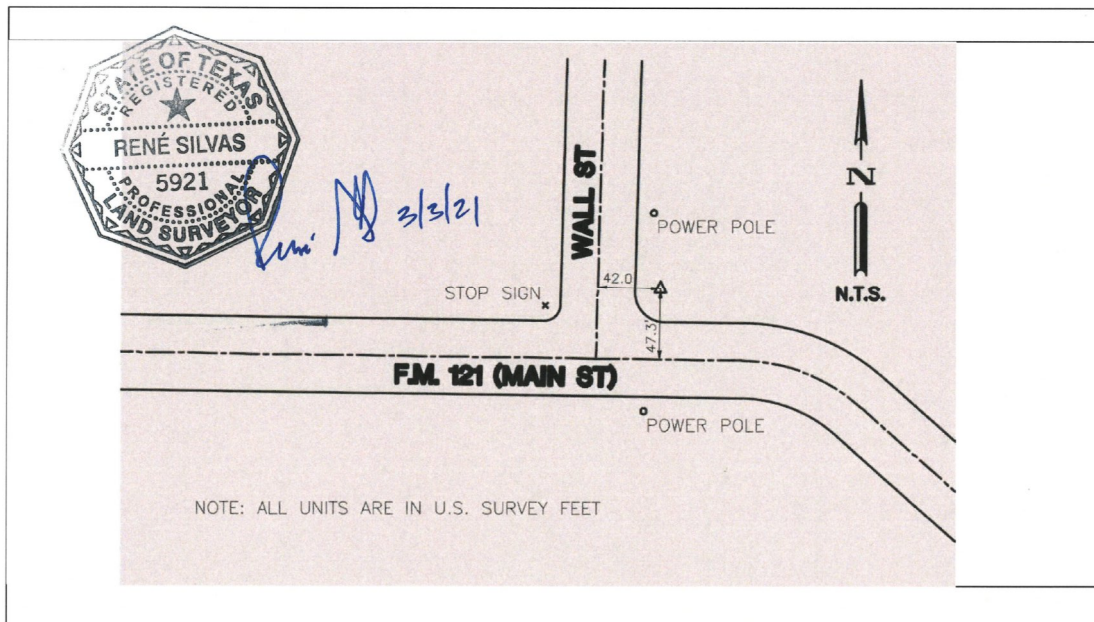 STATE OF TEXAS
REGISTERED
RENÉ SILVAS
5921
PROFESSIONAL
LAND SURVEYOR
René
3/3/21
WALL ST
POWER POLE
N
N.T.S.
42.0
STOP SIGN
47.3'
F.M. 121 (MAIN ST)
POWER POLE
NOTE: ALL UNITS ARE IN U.S. SURVEY FEET